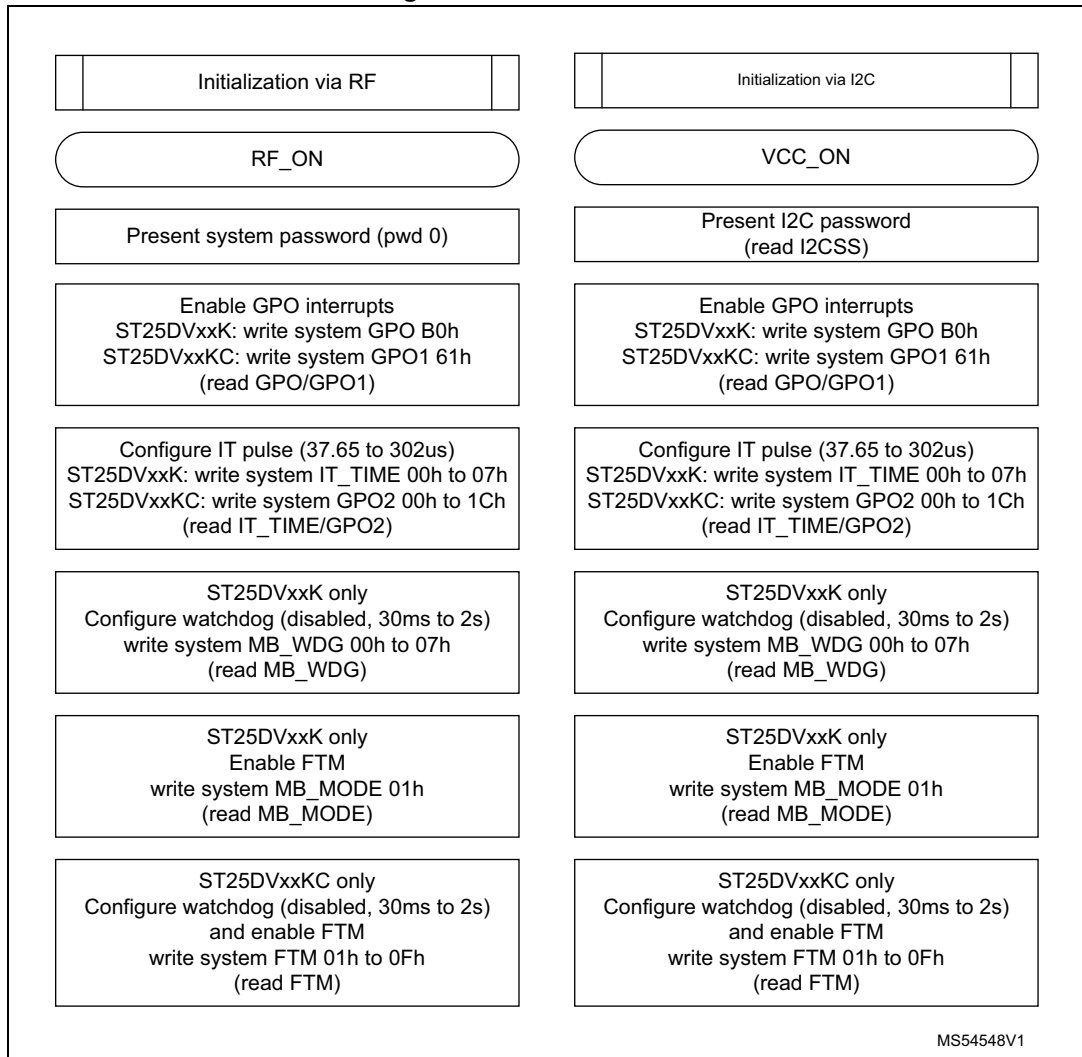 Initialization via RF
RF_ON
Present system password (pwd 0)
Enable GPO interrupts
ST25DVxxK: write system GPO B0h
ST25DVxxKC: write system GPO1 61h
(read GPO/GPO1)
Configure IT pulse (37.65 to 302us)
ST25DVxxK: write system IT_TIME 00h to 07h
ST25DVxxKC: write system GPO2 00h to 1Ch
(read IT_TIME/GPO2)
ST25DVxxK only
Configure watchdog (disabled, 30ms to 2s)
write system MB_WDG 00h to 07h
(read MB_WDG)
ST25DVxxK only
Enable FTM
write system MB_MODE 01h
(read MB_MODE)
ST25DVxxKC only
Configure watchdog (disabled, 30ms to 2s)
and enable FTM
write system FTM 01h to 0Fh
(read FTM)
Initialization via I2C
VCC_ON
Present I2C password
(read I2CSS)
Enable GPO interrupts
ST25DVxxK: write system GPO B0h
ST25DVxxKC: write system GPO1 61h
(read GPO/GPO1)
Configure IT pulse (37.65 to 302us)
ST25DVxxK: write system IT_TIME 00h to 07h
ST25DVxxKC: write system GPO2 00h to 1Ch
(read IT_TIME/GPO2)
ST25DVxxK only
Configure watchdog (disabled, 30ms to 2s)
write system MB_WDG 00h to 07h
(read MB_WDG)
ST25DVxxK only
Enable FTM
write system MB_MODE 01h
(read MB_MODE)
ST25DVxxKC only
Configure watchdog (disabled, 30ms to 2s)
and enable FTM
write system FTM 01h to 0Fh
(read FTM)
MS54548V1